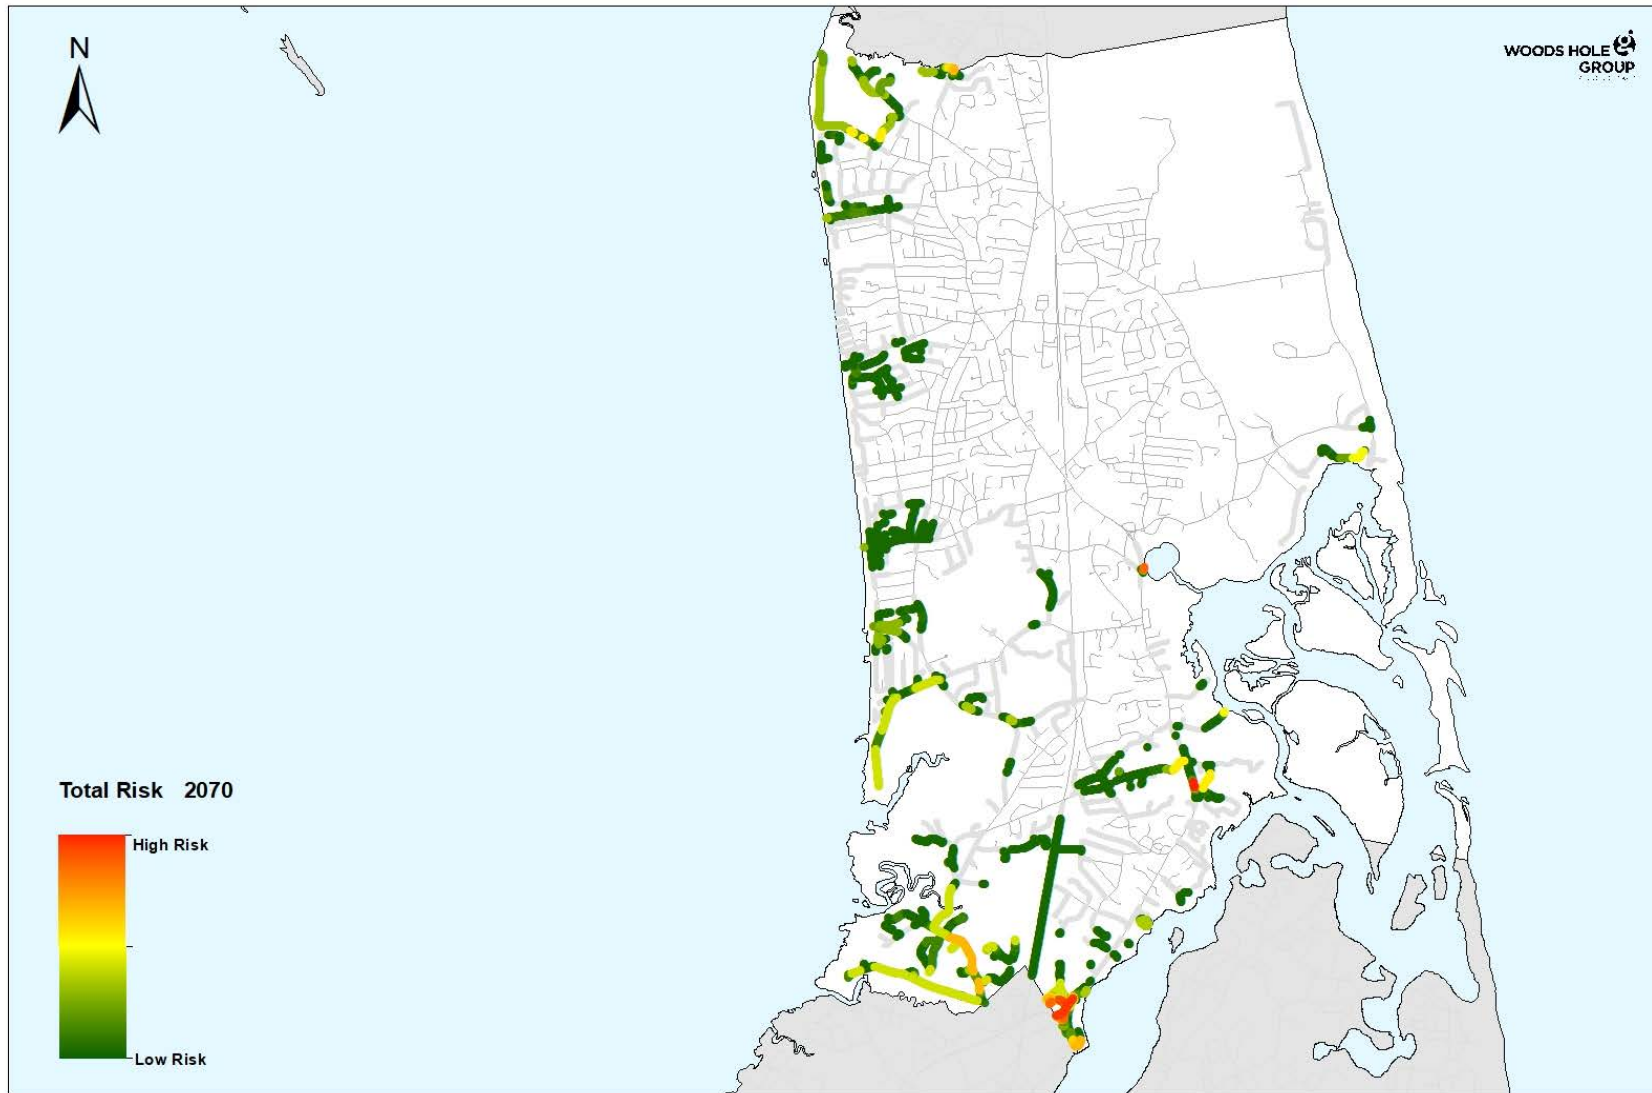 N
WOODS HOLE
GROUP
Total Risk 2070
High Risk
Low Risk